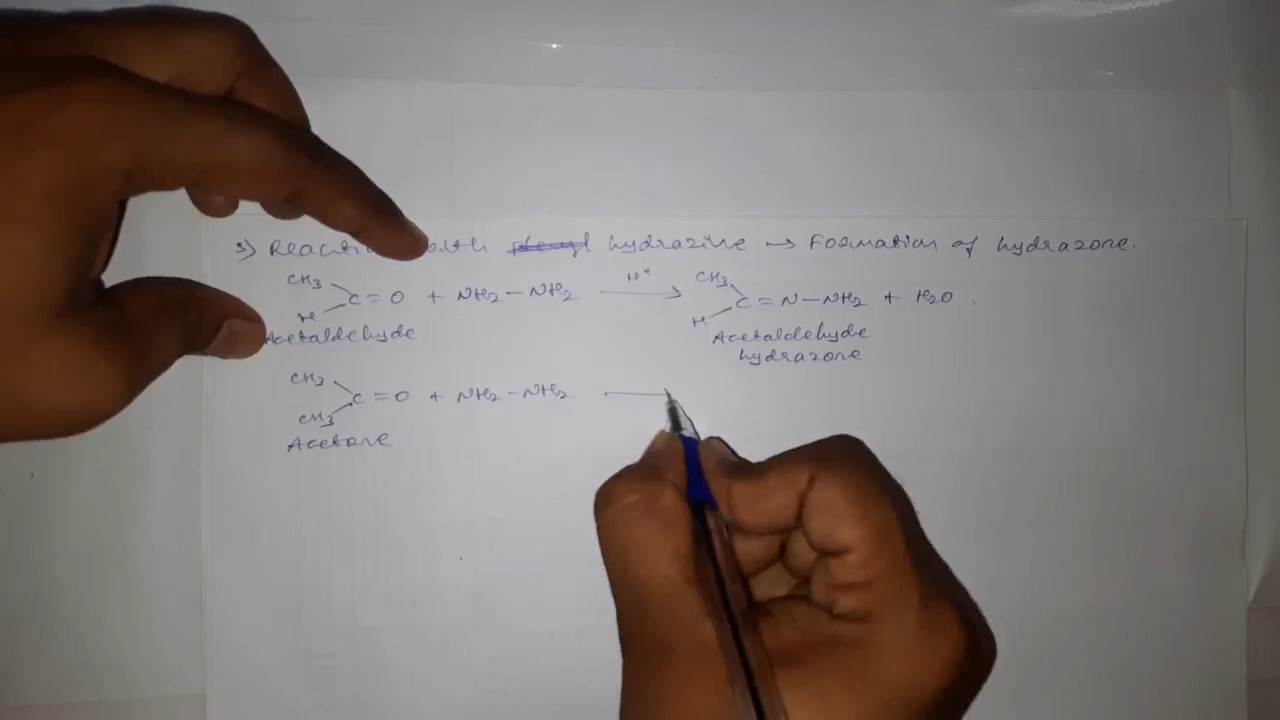 3) Reacti with hydrazine → Formation of hydrazone.
CH3 H C=O + NH2-NH2 H+ → CH3 H C=N-NH2 + H2O
Acetaldehyde Acetaldehyde
hydrazone
CH3 CH3 C=O + NH2-NH2
Acetone